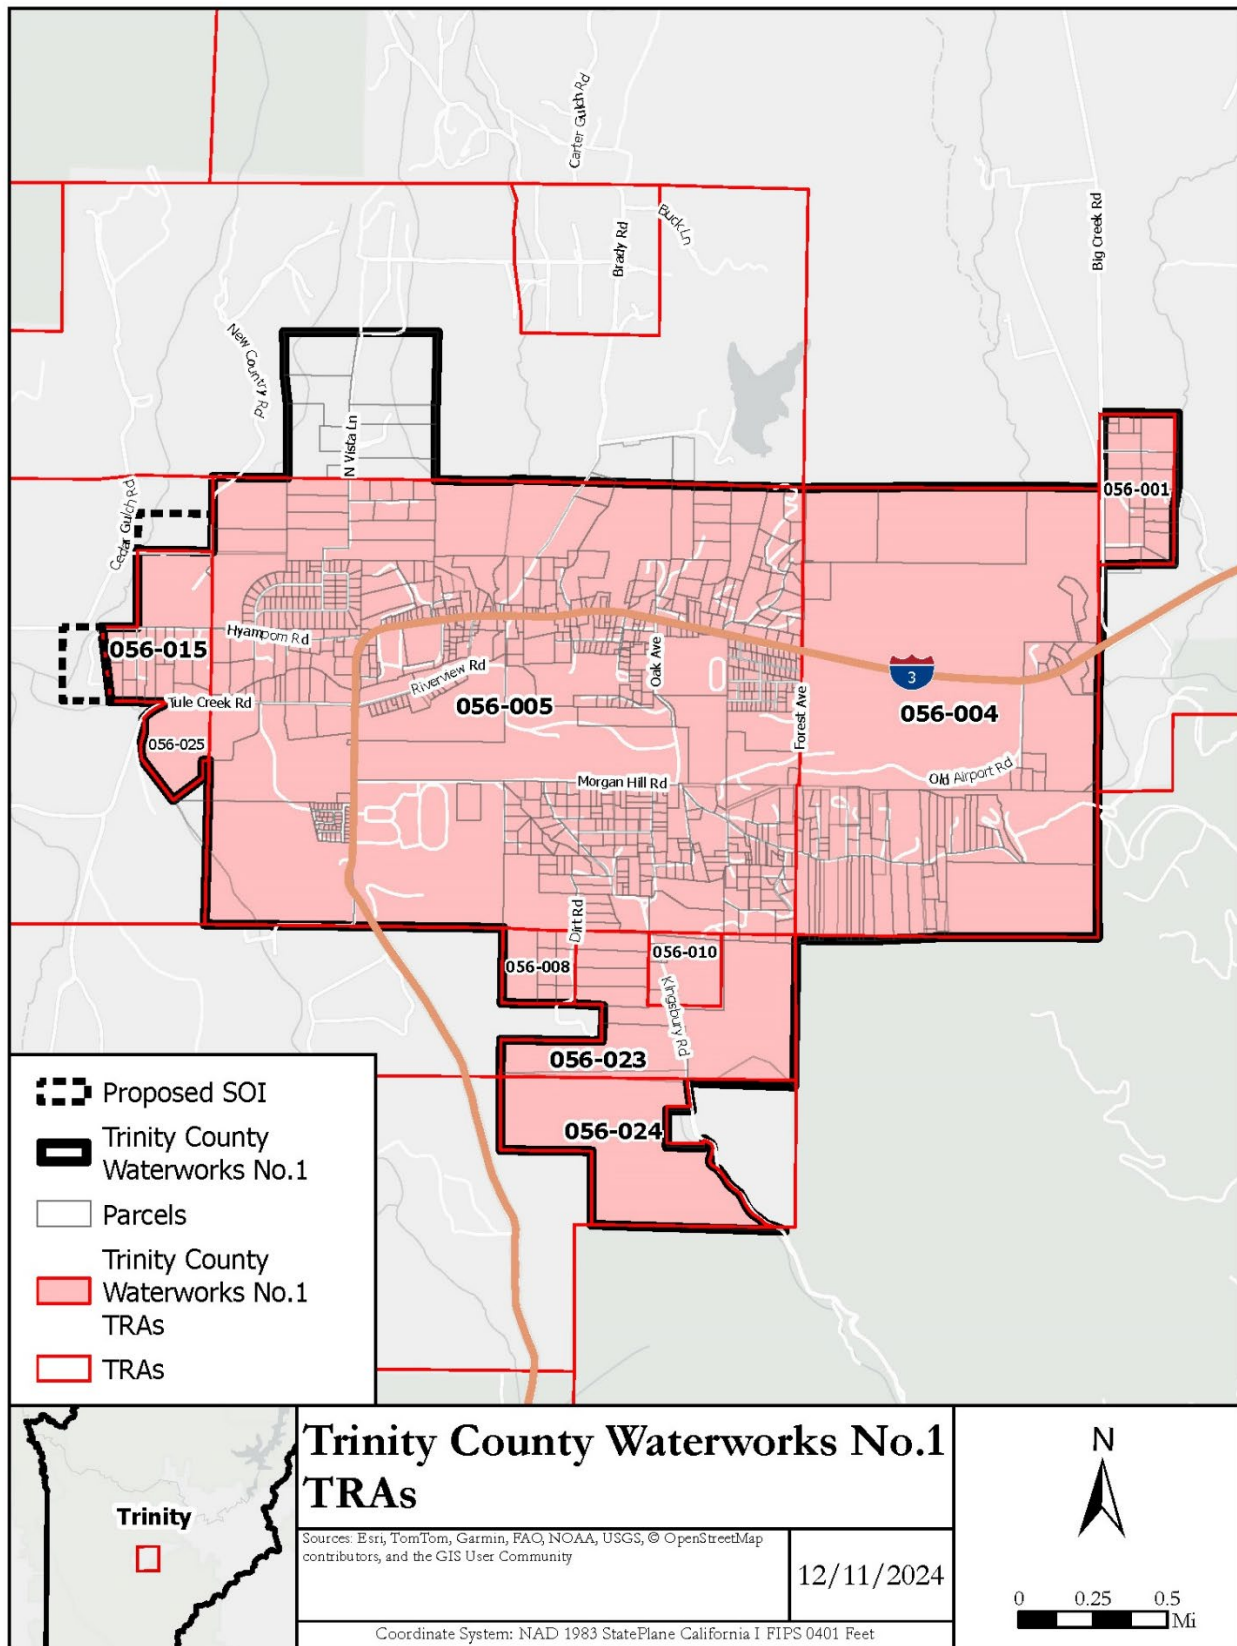 Carter Gulch Rd
Buck Ln
Brady Rd
Big Creek Rd
New Country Rd
N Vista Ln
Cedar Gulch Rd
056-001
Hyampom Rd
056-015
Oak Ave
Riverview Rd
3
Tule Creek Rd
056-005
Forest Ave
056-004
056-025
Morgan Hill Rd
Old Airport Rd
Dirt Rd
056-008
056-010
Kingsbury Rd
056-023
056-024
Proposed SOI
Trinity County
Waterworks No.1
Parcels
Trinity County
Waterworks No.1
TRAs
TRAs
Trinity
Trinity County Waterworks No.1
TRAs
Sources: Esri, TomTom, Garmin, FAO, NOAA, USGS, © OpenStreetMap
contributors, and the GIS User Community
12/11/2024
Coordinate System: NAD 1983 StatePlane California I FIPS 0401 Feet
N
0 0.25 0.5
Mi